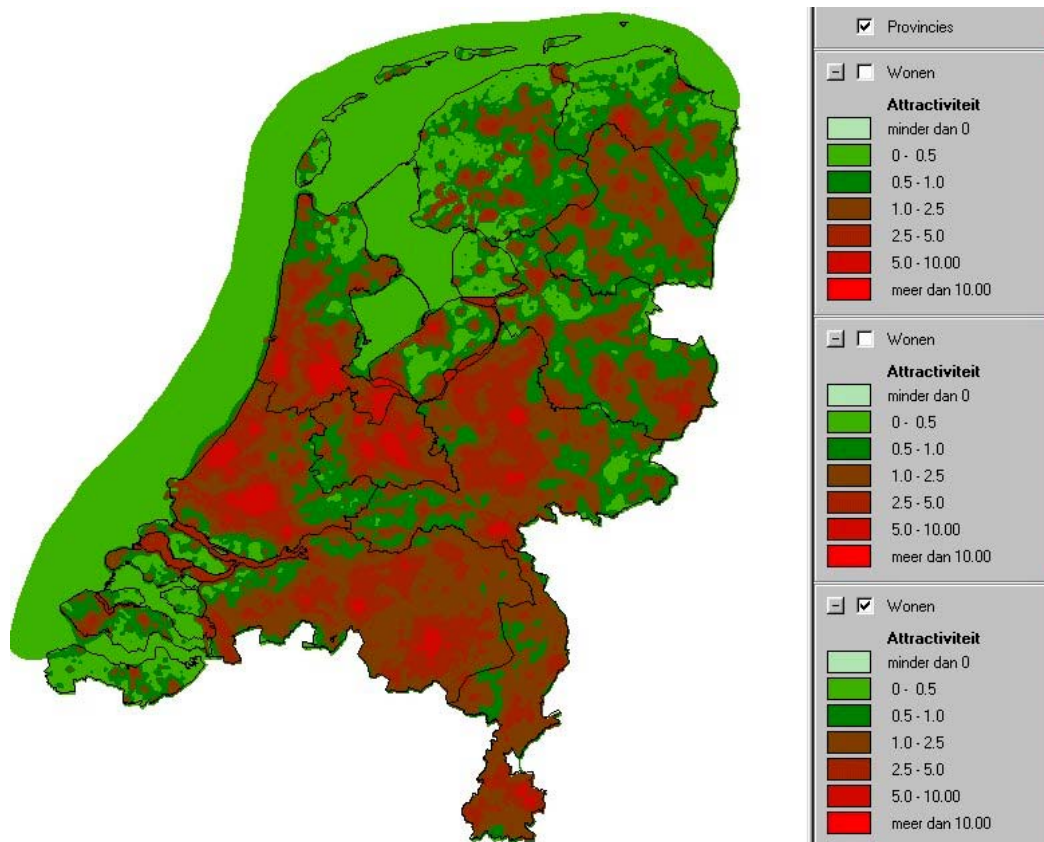 Provincies
Wonen
Attractiviteit
minder dan 0
0 - 0.5
0.5 - 1.0
1.0 - 2.5
2.5 - 5.0
5.0 - 10.00
meer dan 10.00
Wonen
Attractiviteit
minder dan 0
0 - 0.5
0.5 - 1.0
1.0 - 2.5
2.5 - 5.0
5.0 - 10.00
meer dan 10.00
Wonen
Attractiviteit
minder dan 0
0 - 0.5
0.5 - 1.0
1.0 - 2.5
2.5 - 5.0
5.0 - 10.00
meer dan 10.00